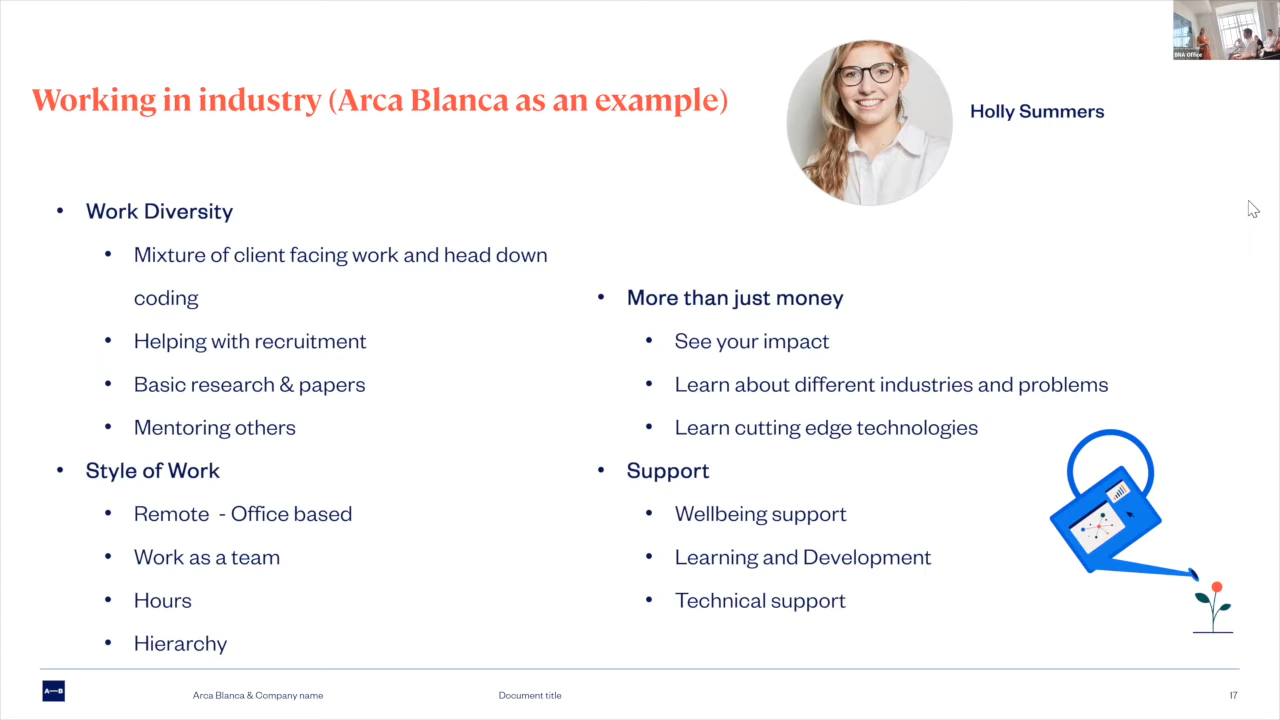 BNA Office
Working in industry (Arca Blanca as an example)
Holly Summers
• Work Diversity
• Mixture of client facing work and head down
coding
• Helping with recruitment
• Basic research & papers
• Mentoring others
• Style of Work
• Remote - Office based
• Work as a team
• Hours
• Hierarchy
• More than just money
• See your impact
• Learn about different industries and problems
• Learn cutting edge technologies
• Support
• Wellbeing support
• Learning and Development
• Technical support
A—B
Arca Blanca & Company name
Document title
17